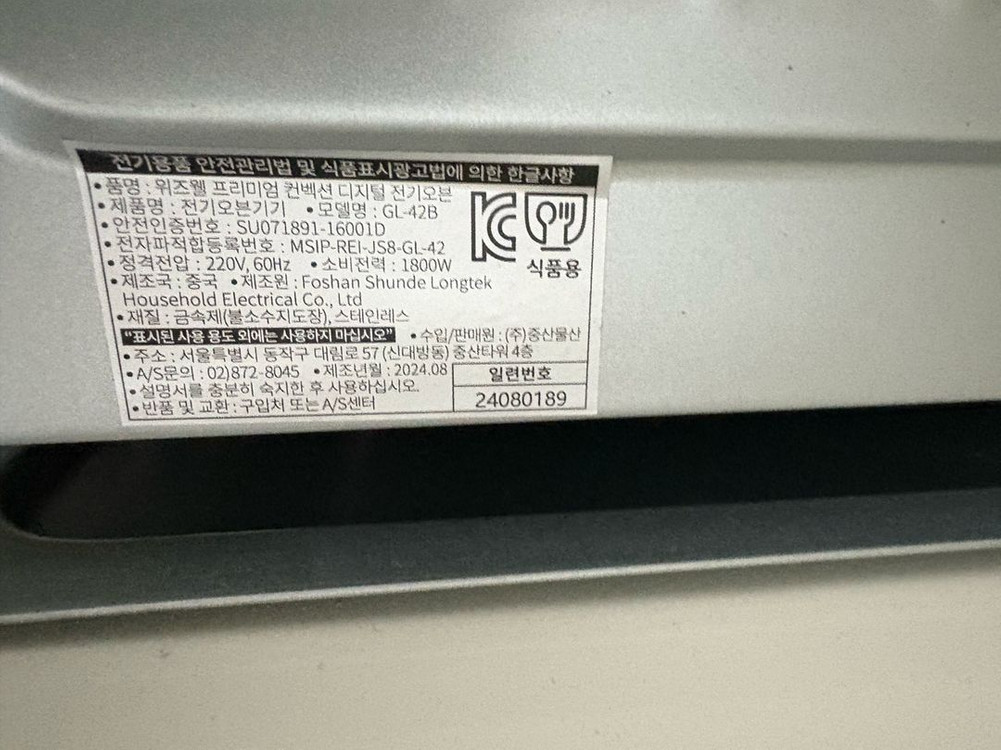 전기용품 안전관리법 및 식품표시광고법에 의한 한글사항
•품명 : 위즈웰 프리미엄 컨벡션 디지털 전기오븐
•제품명 : 전기오븐기기 •모델명 : GL-42B
•안전인증번호 : SU071891-16001D
•전자파적합등록번호 : MSIP-REI-JS8-GL-42
•정격전압 : 220V, 60Hz •소비전력 : 1800W
식품용
•제조국 : 중국 •제조원 : Foshan Shunde Longtek
Household Electrical Co., Ltd
•재질 : 금속제(불소수지도장), 스테인레스
"표시된 사용 용도 외에는 사용하지 마십시오" •수입/판매원 : (주)중산물산
•주소 : 서울특별시 동작구 대림로 57 (신대방동) 중산타워 4층
•A/S문의 : 02)872-8045 •제조년월 : 2024.08
일련번호
•설명서를 충분히 숙지한 후 사용하십시오.
24080189
•반품 및 교환 : 구입처 또는 A/S센터